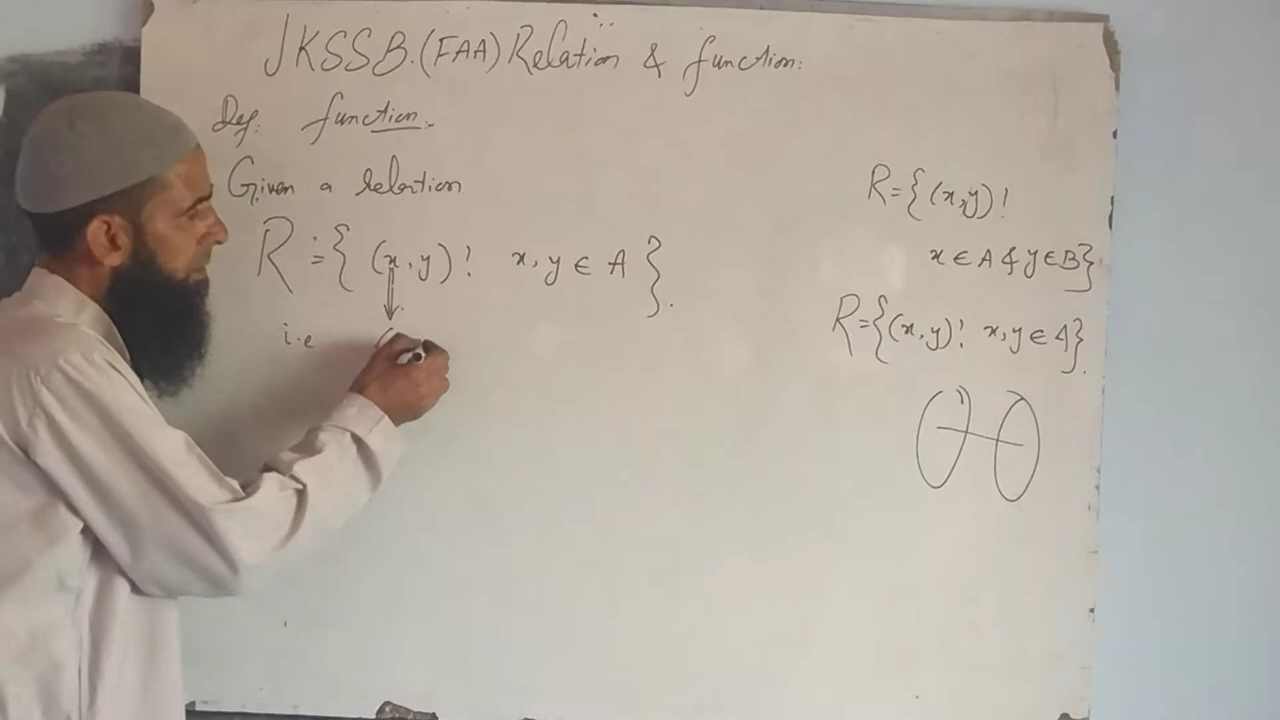 JKSSB.(FAA) Relation & function:
Def: function:-
Given a relation
R := { (x, y)! x, y ∈ A }.
i.e (
R = { (x, y)!
x ∈ A & y ∈ B}
R = {(x, y)! x, y ∈ A}.